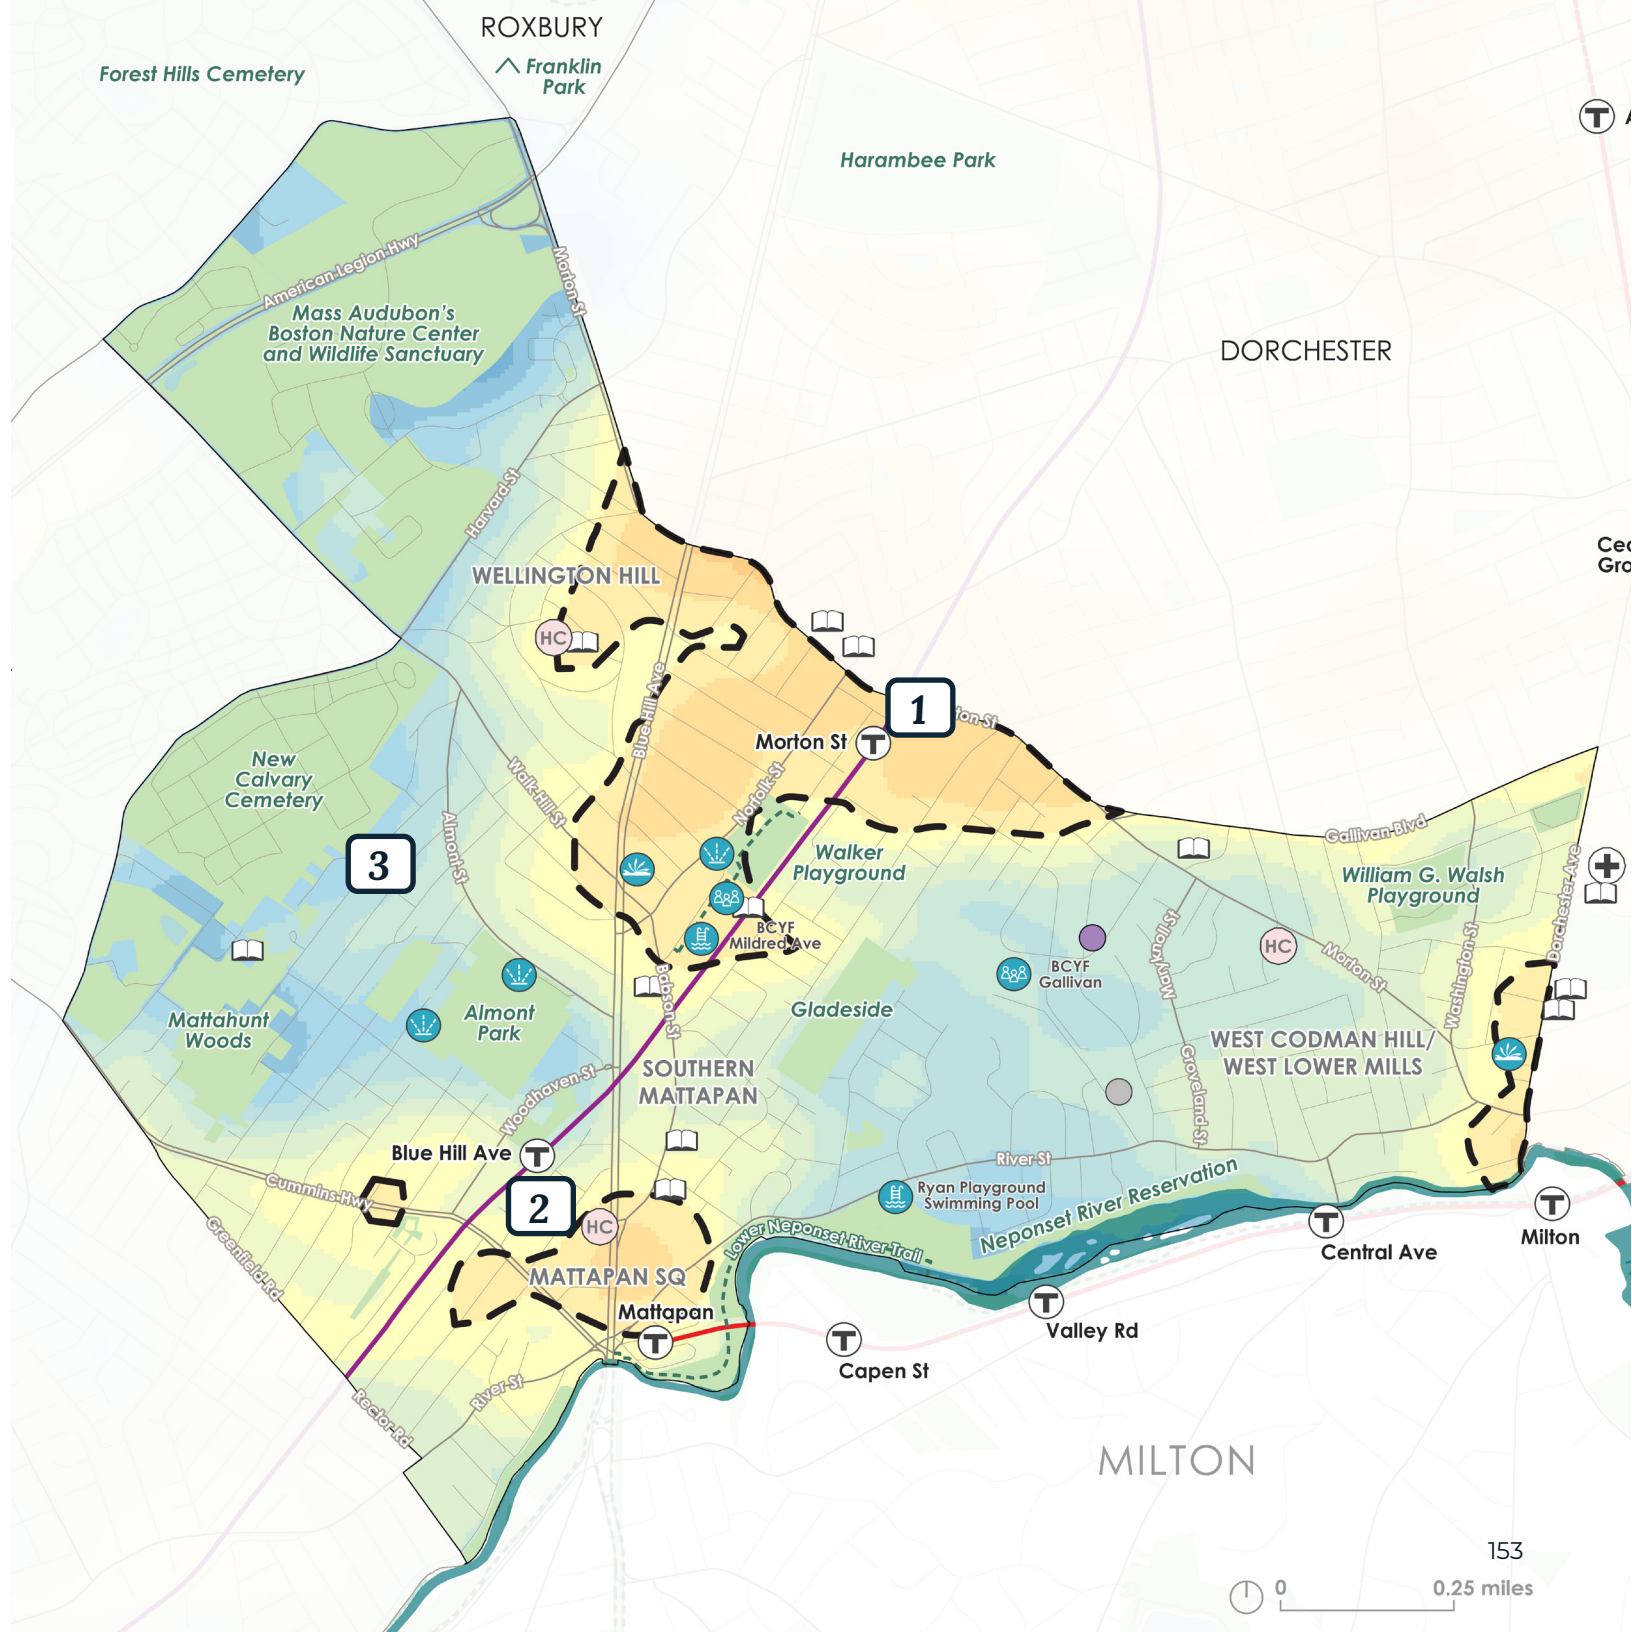 ROXBURY
Franklin
Park
Forest Hills Cemetery
Harambee Park
T
American Legion Hwy
Morton St
Mass Audubon's
Boston Nature Center
and Wildlife Sanctuary
DORCHESTER
Harvard St
WELLINGTON HILL
HC
Blue Hill Ave
1
Morton St
T
New
Calvary
Cemetery
Walk Hill St
Norfolk St
Almont St
3
Walker
Playground
Gallivan Blvd
William G. Walsh
Playground
Dorchester Ave
BCYF
Mildred Ave
BCYF
Gallivan
HC
Maryknoll St
Morton St
Washington St
Babson St
Mattahunt
Woods
Almont
Park
Gladeside
SOUTHERN
MATTAPAN
WEST CODMAN HILL/
WEST LOWER MILLS
Groveland St
Woodhaven St
Blue Hill Ave
T
River St
Cummins Hwy
2
HC
Ryan Playground
Swimming Pool
Neponset River Reservation
Lower Neponset River Trail
Greenfield Rd
MATTAPAN SQ
Mattapan
T
T
Central Ave
T
Milton
T
Valley Rd
T
Capen St
River St
Rector Rd
MILTON
153
0
0.25 miles